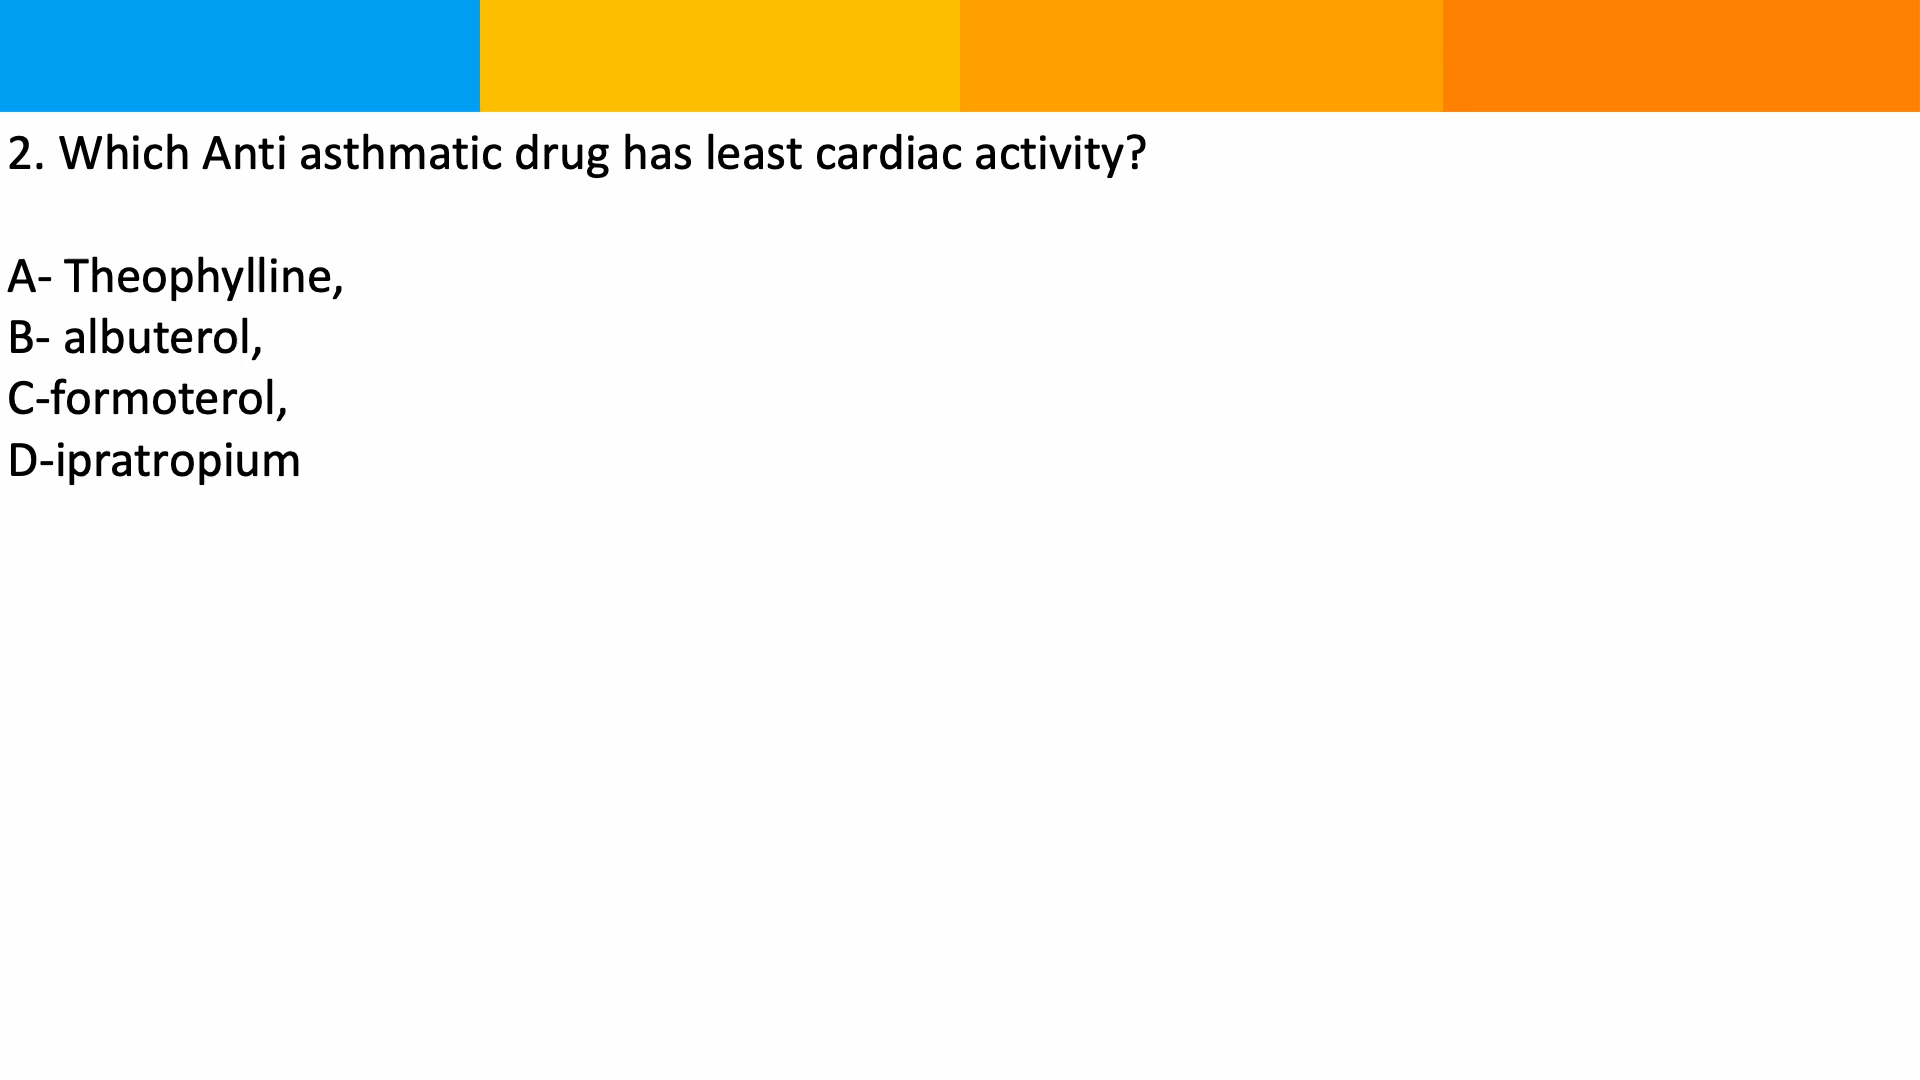 2. Which Anti asthmatic drug has least cardiac activity?
A- Theophylline,
B- albuterol,
C-formoterol,
D-ipratropium